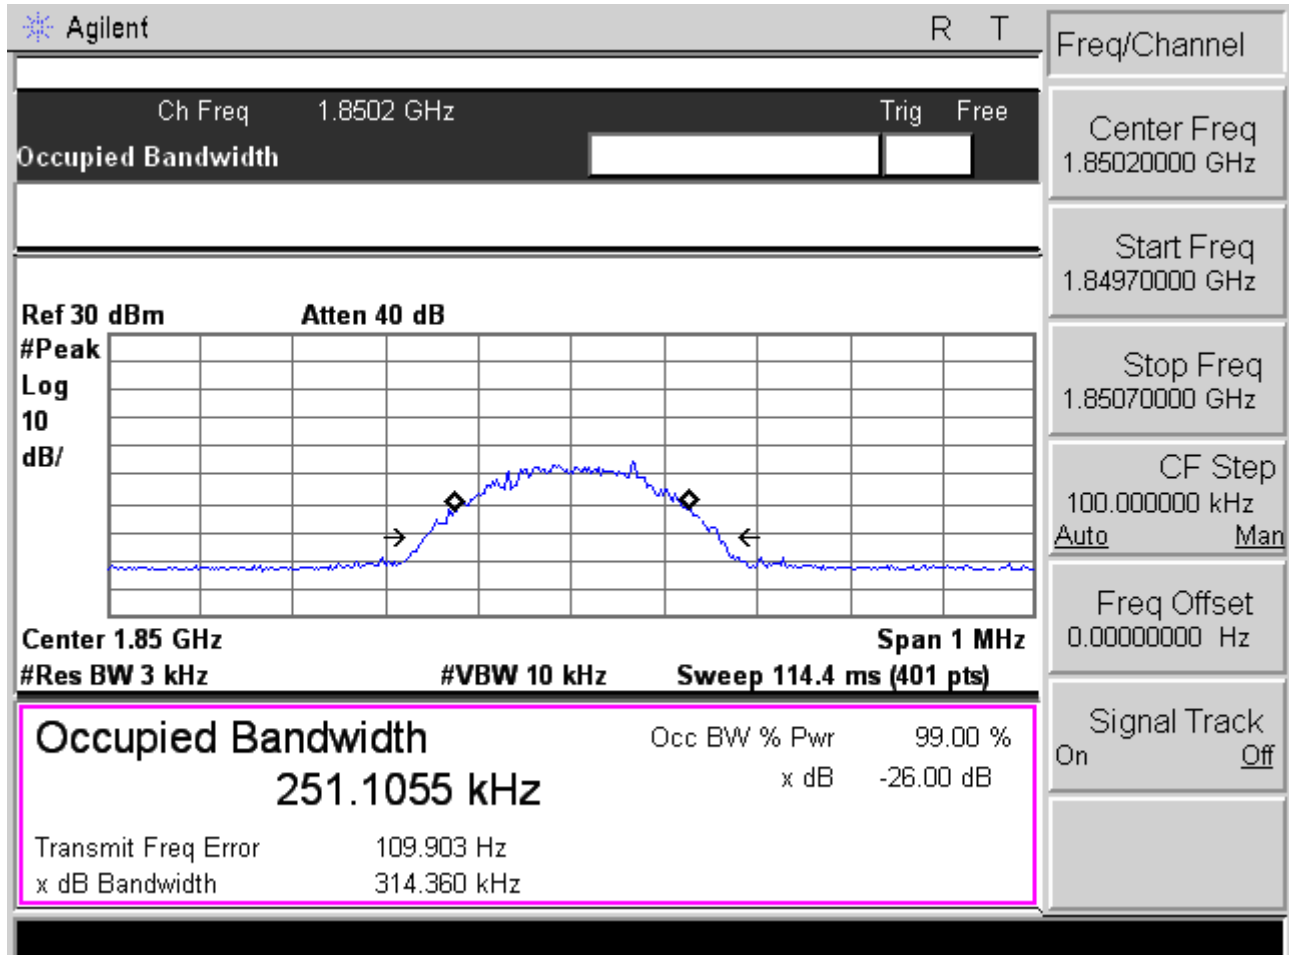 Agilent R T
Ch Freq 1.8502 GHz Trig Free
Occupied Bandwidth
Ref 30 dBm Atten 40 dB
#Peak
Log
10
dB/
Center 1.85 GHz Span 1 MHz
#Res BW 3 kHz #VBW 10 kHz Sweep 114.4 ms (401 pts)
Occupied Bandwidth Occ BW % Pwr 99.00 %
251.1055 kHz x dB -26.00 dB
Transmit Freq Error 109.903 Hz
x dB Bandwidth 314.360 kHz
Freq/Channel
Center Freq
1.85020000 GHz
Start Freq
1.84970000 GHz
Stop Freq
1.85070000 GHz
CF Step
100.000000 kHz
Auto Man
Freq Offset
0.00000000 Hz
Signal Track
On Off